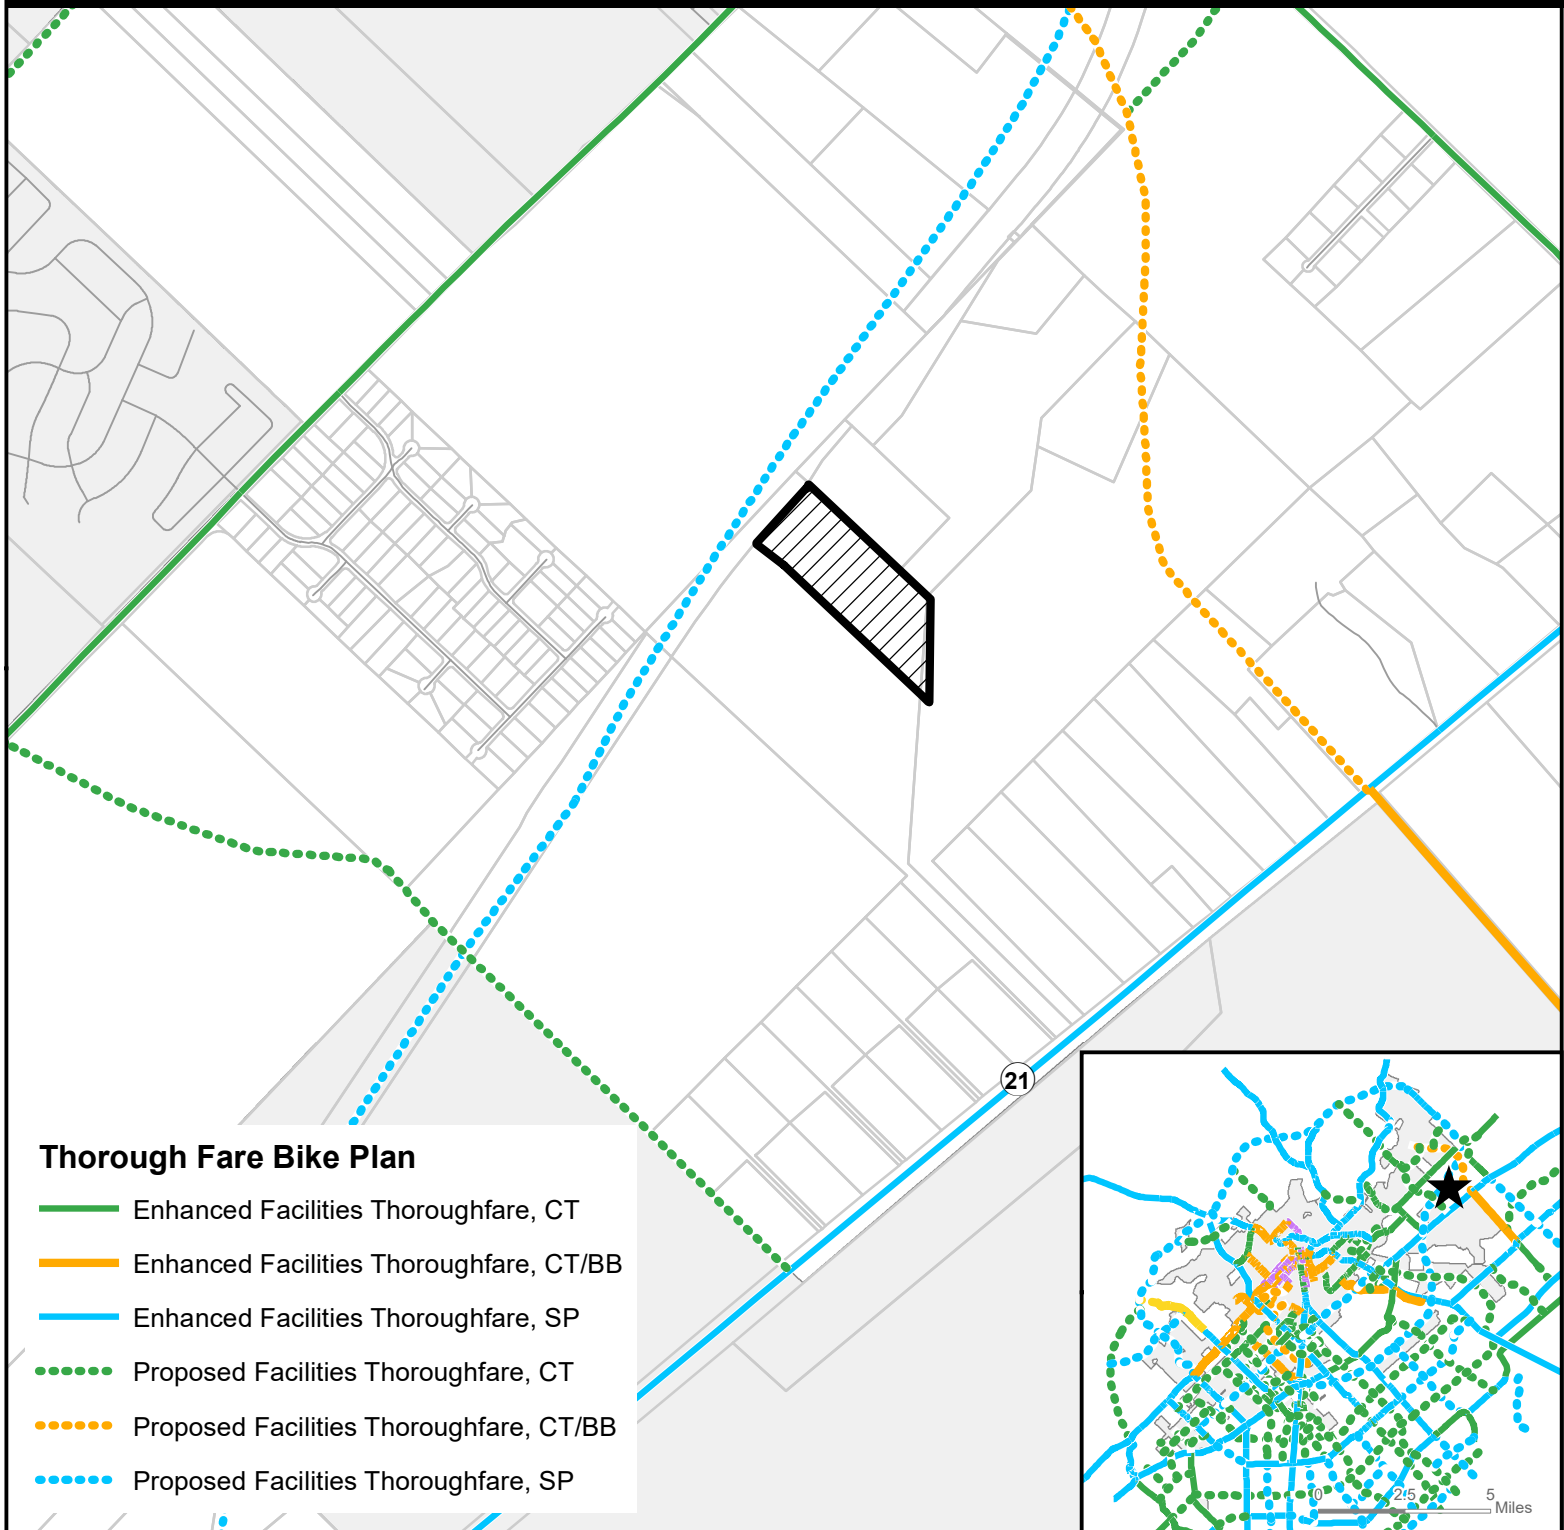 21
Thorough Fare Bike Plan
Enhanced Facilities Thoroughfare, CT
Enhanced Facilities Thoroughfare, CT/BB
Enhanced Facilities Thoroughfare, SP
Proposed Facilities Thoroughfare, CT
Proposed Facilities Thoroughfare, CT/BB
Proposed Facilities Thoroughfare, SP
0 2.5 5
Miles